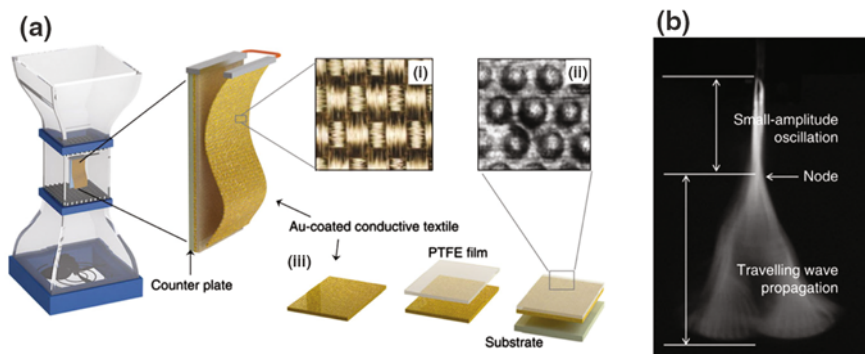 (a)
(i)
(ii)
Au-coated conductive textile
Counter plate
(iii)
PTFE film
Substrate
(b)
Small-amplitude
oscillation
Node
Travelling wave
propagation